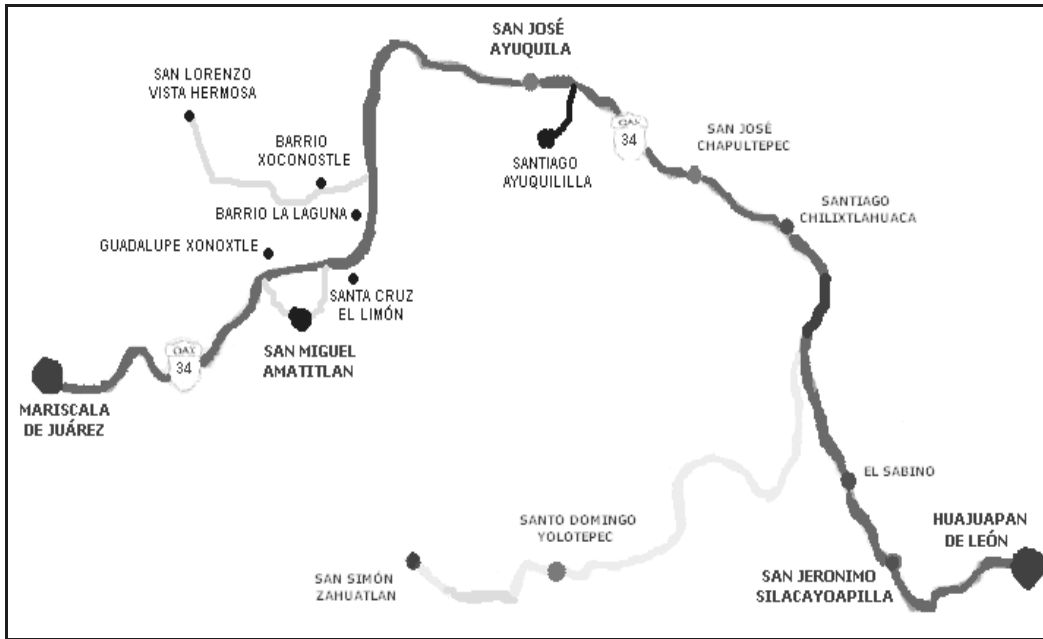 SAN JOSÉ
AYUQUILA
SAN LORENZO
VISTA HERMOSA
BARRIO
XOCONOSTLE
OAX
34
SAN JOSÉ
CHAPULTEPEC
SANTIAGO
AYUQUILILLA
BARRIO LA LAGUNA
SANTIAGO
CHILIXTLAHUACA
GUADALUPE XONOXTLE
SANTA CRUZ
EL LIMÓN
SAN MIGUEL
AMATITLAN
OAX
34
MARISCALA
DE JUÁREZ
EL SABINO
SANTO DOMINGO
YOLOTEPEC
HUAJUAPAN
DE LEÓN
SAN SIMÓN
ZAHUATLAN
SAN JERONIMO
SILACAYOAPILLA